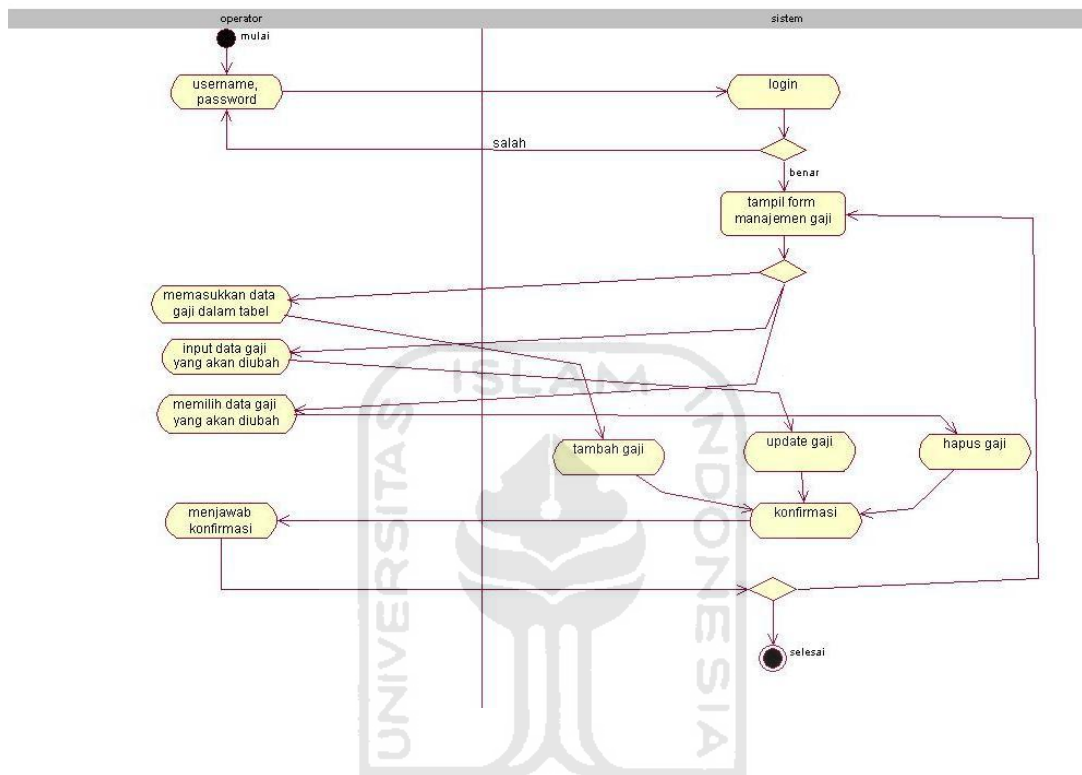 operator
sistem
mulai
username,
password
login
salah
benar
tampil form
manajemen gaji
memasukkan data
gaji dalam tabel
input data gaji
yang akan diubah
memilih data gaji
yang akan diubah
tambah gaji
update gaji
hapus gaji
menjawab
konfirmasi
konfirmasi
selesai
UNIVERSITAS
ISLAM
INDONESIA